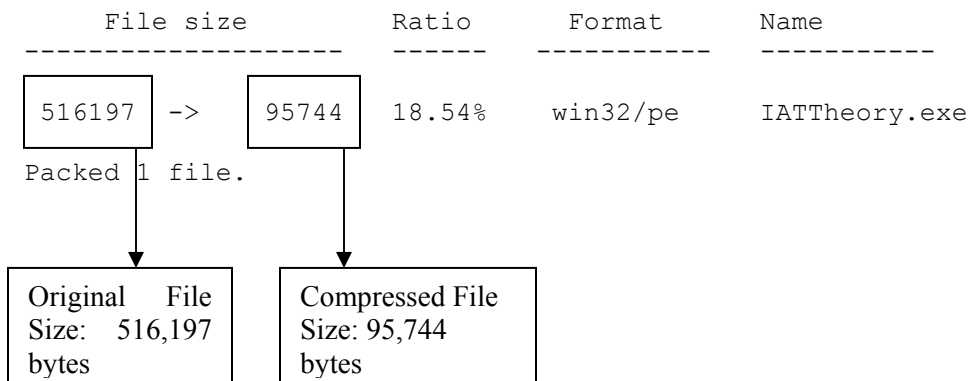 File size Ratio Format Name
-------------------- ------ ----------- -----------
516197 -> 95744 18.54% win32/pe IATTheory.exe
Packed 1 file.
Original File
Size: 516,197
bytes
Compressed File
Size: 95,744
bytes